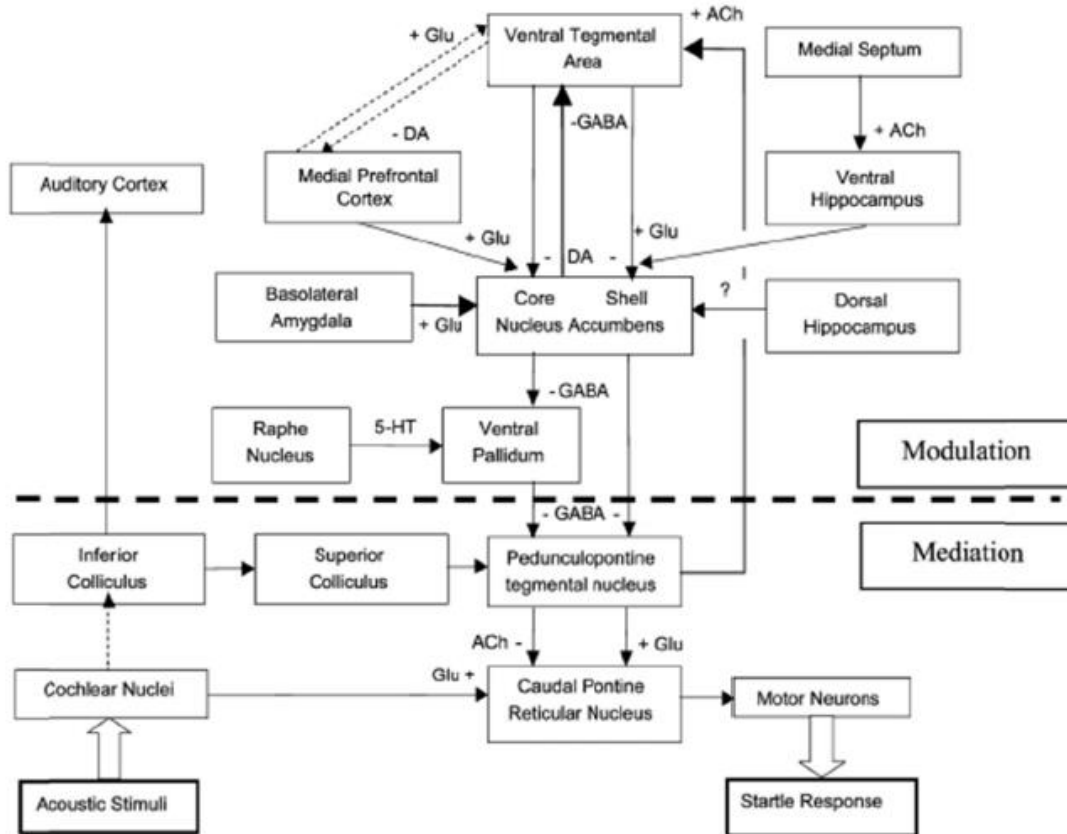 + ACh
+ Glu
Ventral Tegmental
Area
Medial Septum
-GABA
- DA
+ ACh
Auditory Cortex
Medial Prefrontal
Cortex
Ventral
Hippocampus
+ Glu
+ Glu
- DA -
Basolateral
Amygdala
+ Glu
Core Shell
Nucleus Accumbens
?
Dorsal
Hippocampus
- GABA
Raphe
Nucleus
5-HT
Ventral
Pallidum
Modulation
- GABA -
Mediation
Inferior
Colliculus
Superior
Colliculus
Pedunculopontine
tegmental nucleus
ACh -
+ Glu
Cochlear Nuclei
Glu +
Caudal Pontine
Reticular Nucleus
Motor Neurons
Acoustic Stimuli
Startle Response